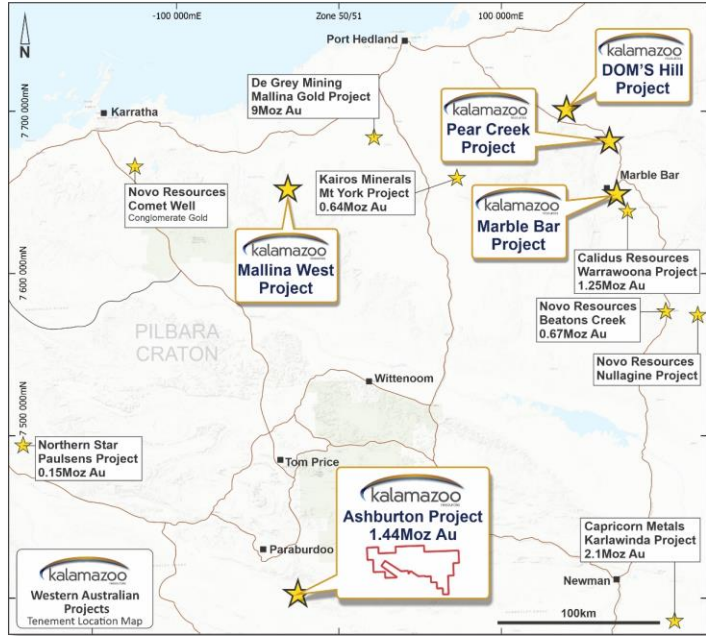 -100 000mE
Zone 50/51
100 000mE
N
Port Hedland
kalamazoo
DOM'S Hill
Project
De Grey Mining
Mallina Gold Project
9Moz Au
7 700 000mN
Karratha
kalamazoo
Pear Creek
Project
Novo Resources
Comet Well
Conglomerate Gold
Kairos Minerals
Mt York Project
0.64Moz Au
Marble Bar
kalamazoo
Marble Bar
Project
kalamazoo
Mallina West
Project
Calidus Resources
Warrawoona Project
1.25Moz Au
7 600 000mN
Novo Resources
Beatons Creek
0.67Moz Au
PILBARA
CRATON
Novo Resources
Nullagine Project
Wittenoom
7 500 000mN
Northern Star
Paulsens Project
0.15Moz Au
Tom Price
kalamazoo
Ashburton Project
1.44Moz Au
Capricorn Metals
Karlawinda Project
2.1Moz Au
Paraburdoo
kalamazoo
Western Australian
Projects
Tenement Location Map
Newman
100km